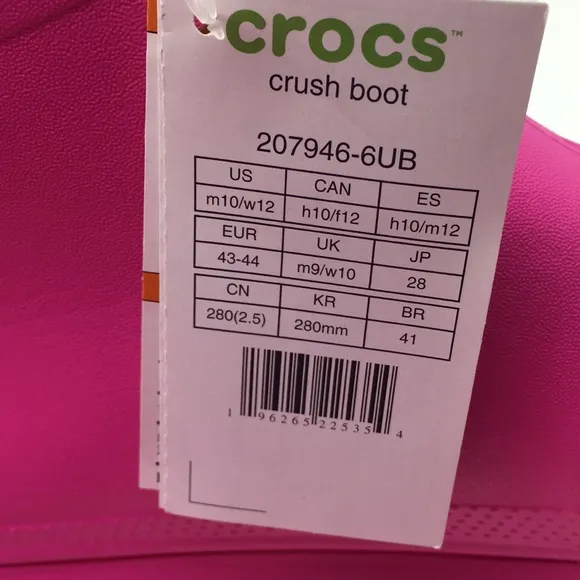 crocs™
crush boot
207946-6UB
US CAN ES
m10/w12 h10/f12 h10/m12
EUR UK JP
43-44 m9/w10 28
CN KR BR
280(2.5) 280mm 41
1 96265 22535 4